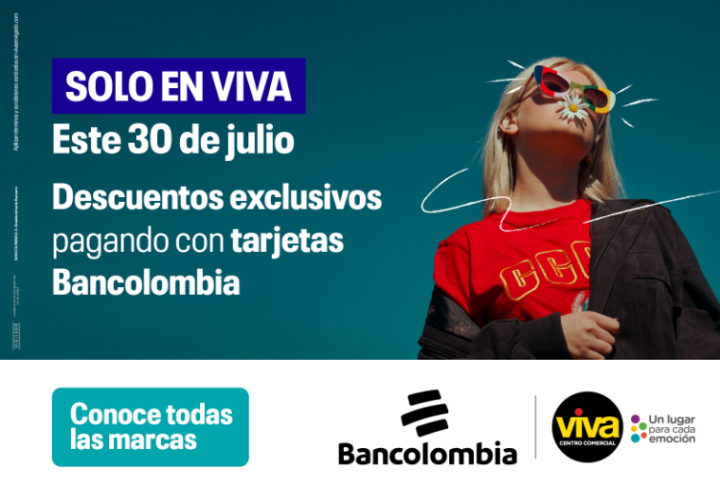 SOLO EN VIVA
Este 30 de julio
Descuentos exclusivos
pagando con tarjetas
Bancolombia
CCC
Conoce todas
las marcas
Bancolombia
viva
CENTRO COMERCIAL
Un lugar
para cada
emoción